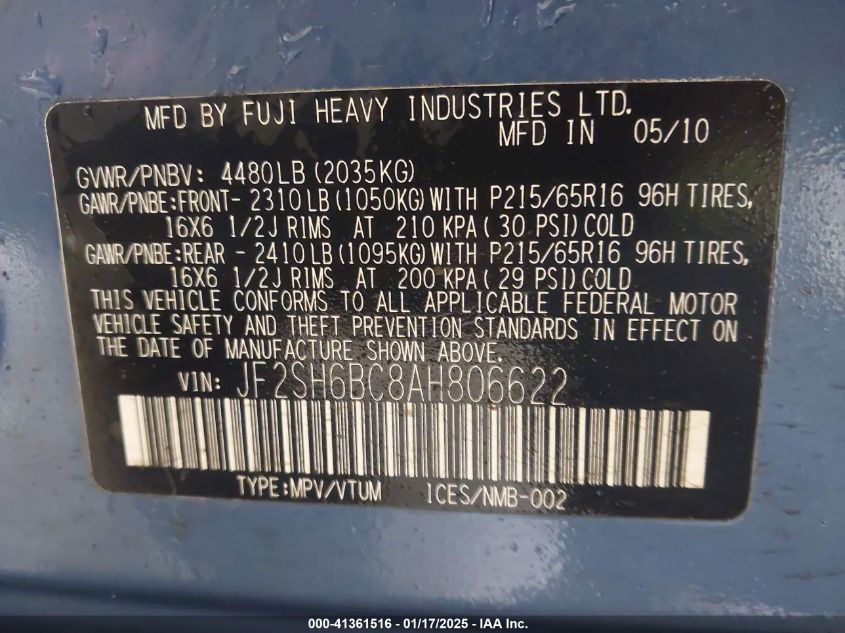 MFD BY FUJI HEAVY INDUSTRIES LTD.
MFD IN 05/10
GVWR/PNBV: 4480LB (2035KG)
GAWR/PNBE:FRONT- 2310LB (1050KG) WITH P215/65R16 96H TIRES,
16X6 1/2J RIMS AT 210 KPA ( 30 PSI) COLD
GAWR/PNBE:REAR - 2410LB (1095KG) WITH P215/65R16 96H TIRES,
16X6 1/2J RIMS AT 200 KPA ( 29 PSI) COLD
THIS VEHICLE CONFORMS TO ALL APPLICABLE FEDERAL MOTOR
VEHICLE SAFETY AND THEFT PREVENTION STANDARDS IN EFFECT ON
THE DATE OF MANUFACTURE SHOWN ABOVE.
VIN: JF2SH6BC8AH806622
TYPE:MPV/VTUM ICES/NMB-002
000-41361516 — 01/17/2025 — © IAA, Inc.